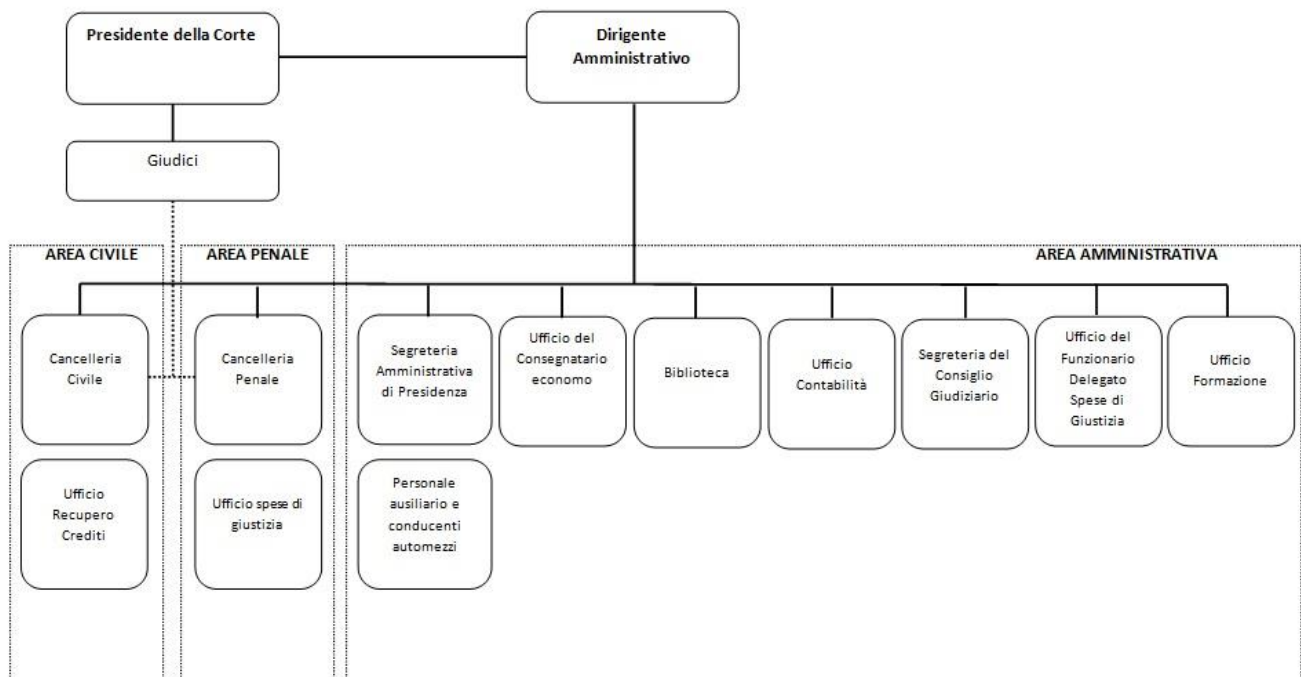 Presidente della Corte
Dirigente
Amministrativo
Giudici
AREA CIVILE
AREA PENALE
AREA AMMINISTRATIVA
Cancelleria
Civile
Cancelleria
Penale
Segreteria
Amministrativa
di Presidenza
Ufficio del
Consegnatario
economo
Biblioteca
Ufficio
Contabilità
Segreteria del
Consiglio
Giudiziario
Ufficio del
Funzionario
Delegato
Spese di
Giustizia
Ufficio
Formazione
Ufficio
Recupero
Crediti
Ufficio spese di
giustizia
Personale
ausiliario e
conducenti
automezzi